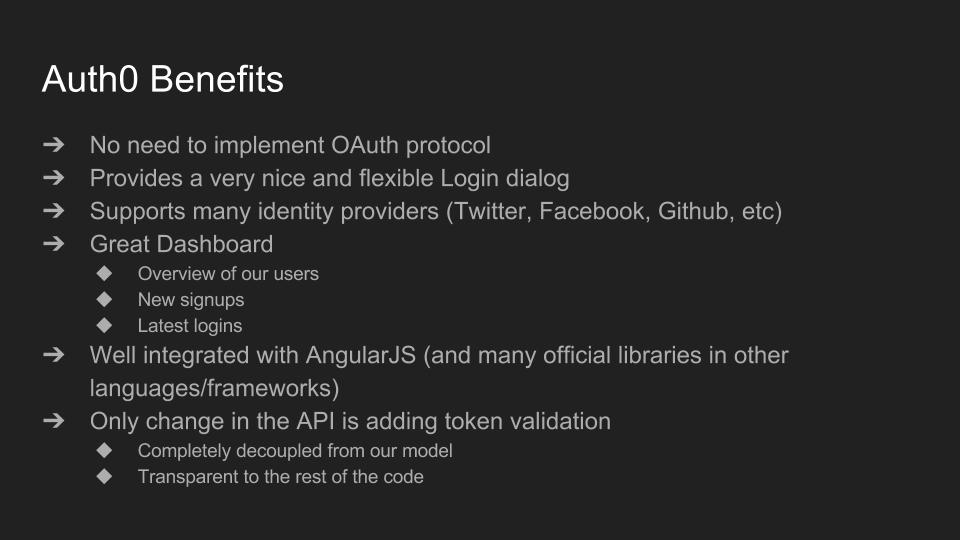 Auth0 Benefits
➔ No need to implement OAuth protocol
➔ Provides a very nice and flexible Login dialog
➔ Supports many identity providers (Twitter, Facebook, Github, etc)
➔ Great Dashboard
◆ Overview of our users
◆ New signups
◆ Latest logins
➔ Well integrated with AngularJS (and many official libraries in other
languages/frameworks)
➔ Only change in the API is adding token validation
◆ Completely decoupled from our model
◆ Transparent to the rest of the code